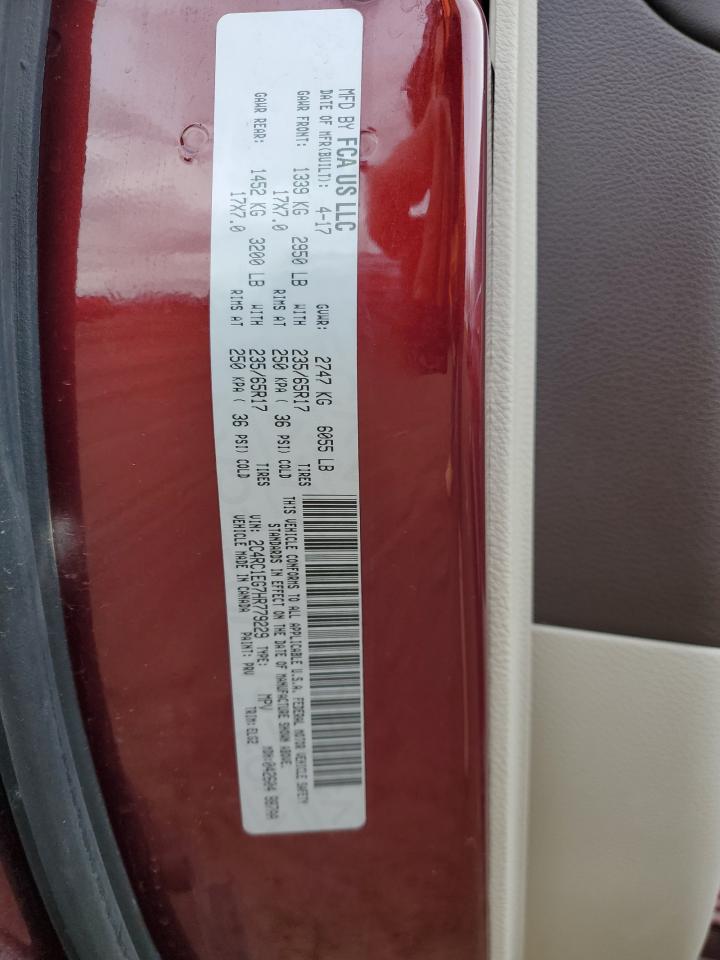 MFD BY FCA US LLC
DATE OF MFR(BUILT): 4-17 GVWR: 2747 KG 6055 LB
GAWR FRONT: 1339 KG 2950 LB WITH 235/65R17 TIRES
17X7.0 RIMS AT 250 KPA ( 36 PSI) COLD
GAWR REAR: 1452 KG 3200 LB WITH 235/65R17 TIRES
17X7.0 RIMS AT 250 KPA ( 36 PSI) COLD
THIS VEHICLE CONFORMS TO ALL APPLICABLE U.S.A. FEDERAL MOTOR VEHICLE SAFETY
STANDARDS IN EFFECT ON THE DATE OF MANUFACTURE SHOWN ABOVE.
VIN: 2C4RC1EG7HR779229 TYPE: MPV MDH:042504
VEHICLE MADE IN CANADA PAINT: PRV TRIM: